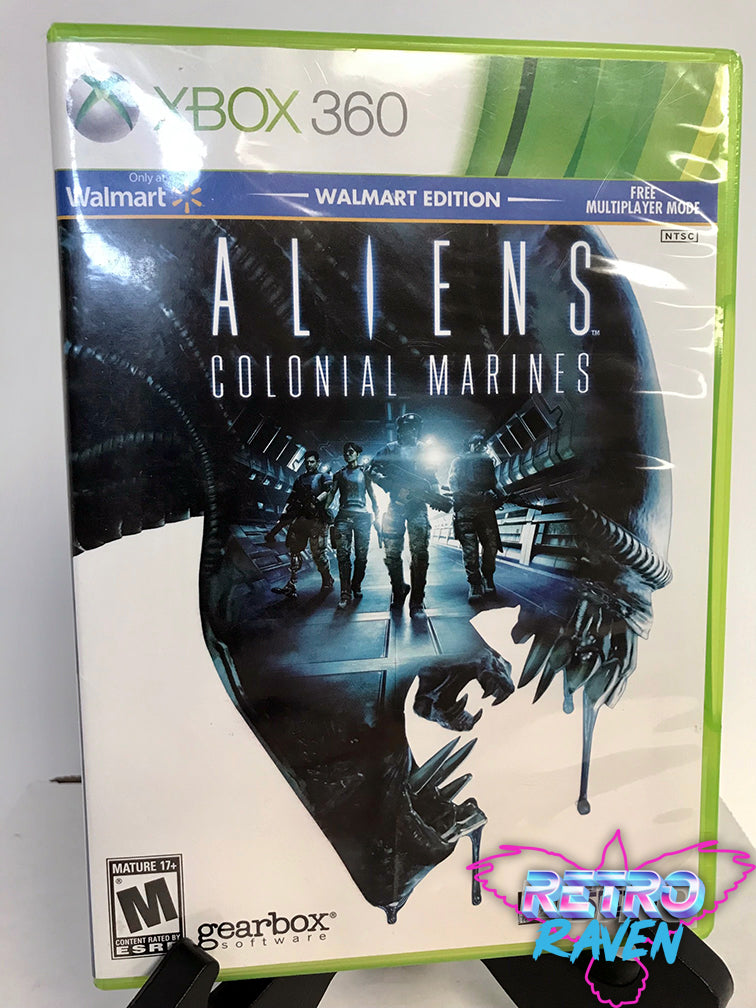 XBOX 360
Only at
Walmart
WALMART EDITION
FREE
MULTIPLAYER MODE
NTSC
ALIENS™
COLONIAL MARINES
MATURE 17+
M
®
CONTENT RATED BY
ESRB
gearbox®
software
RETRO
RAVEN